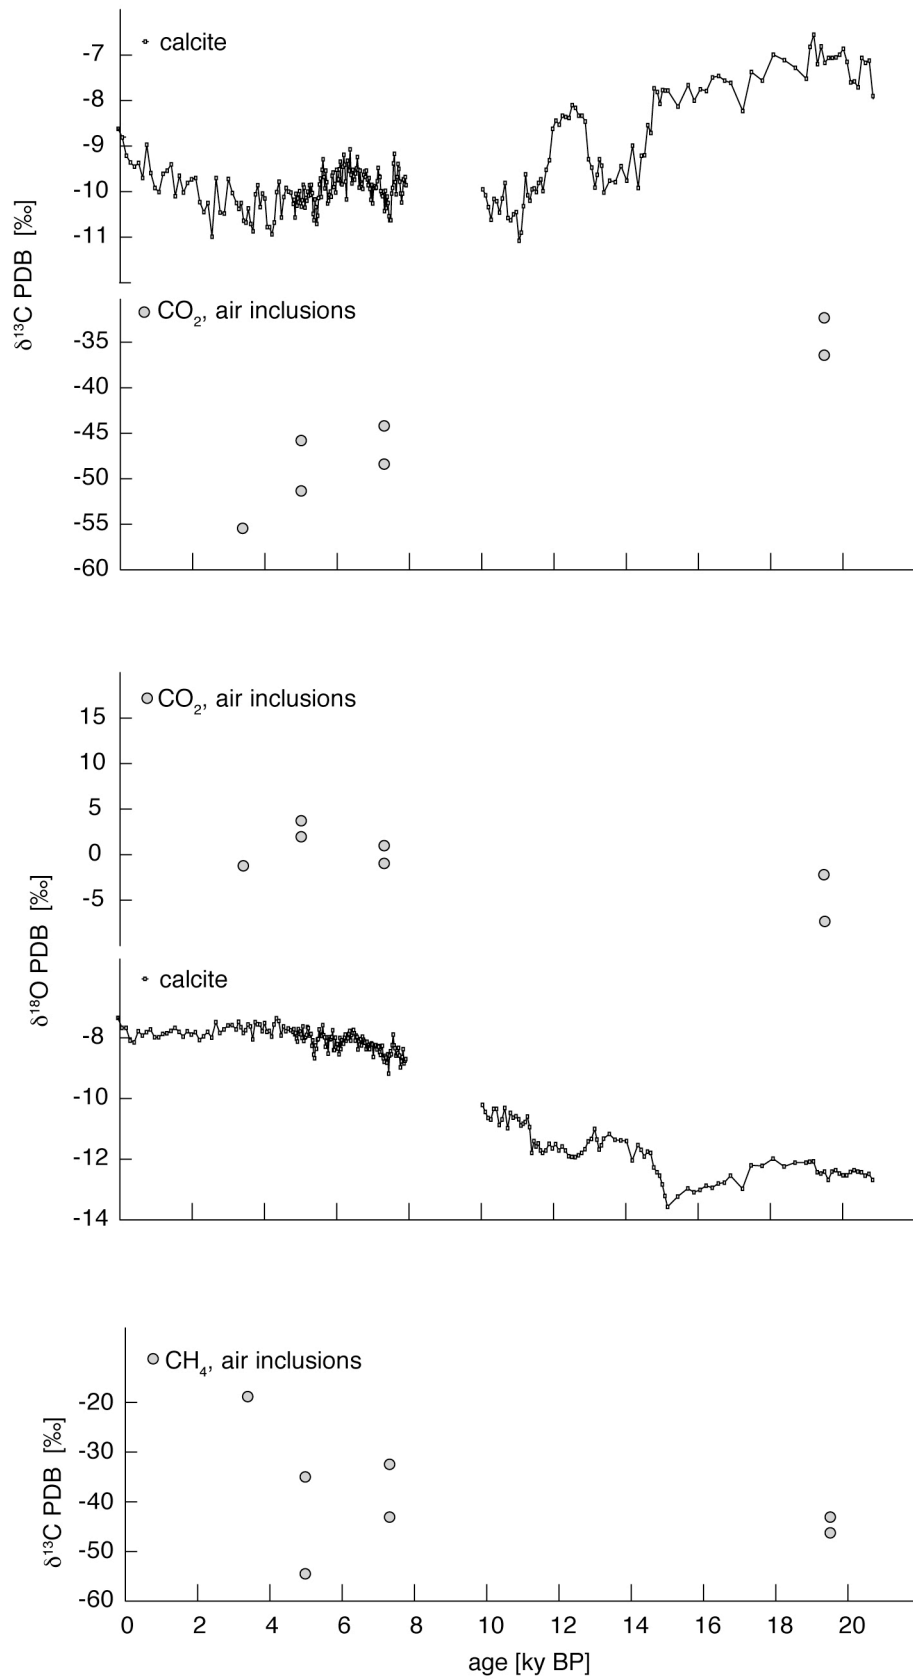 calcite
-7
-8
-9
-10
-11
δ¹³C PDB [‰]
CO₂, air inclusions
-35
-40
-45
-50
-55
-60
CO₂, air inclusions
15
10
5
0
-5
δ¹⁸O PDB [‰]
calcite
-8
-10
-12
-14
CH₄, air inclusions
-20
-30
-40
-50
-60
δ¹³C PDB [‰]
0 2 4 6 8 10 12 14 16 18 20
age [ky BP]